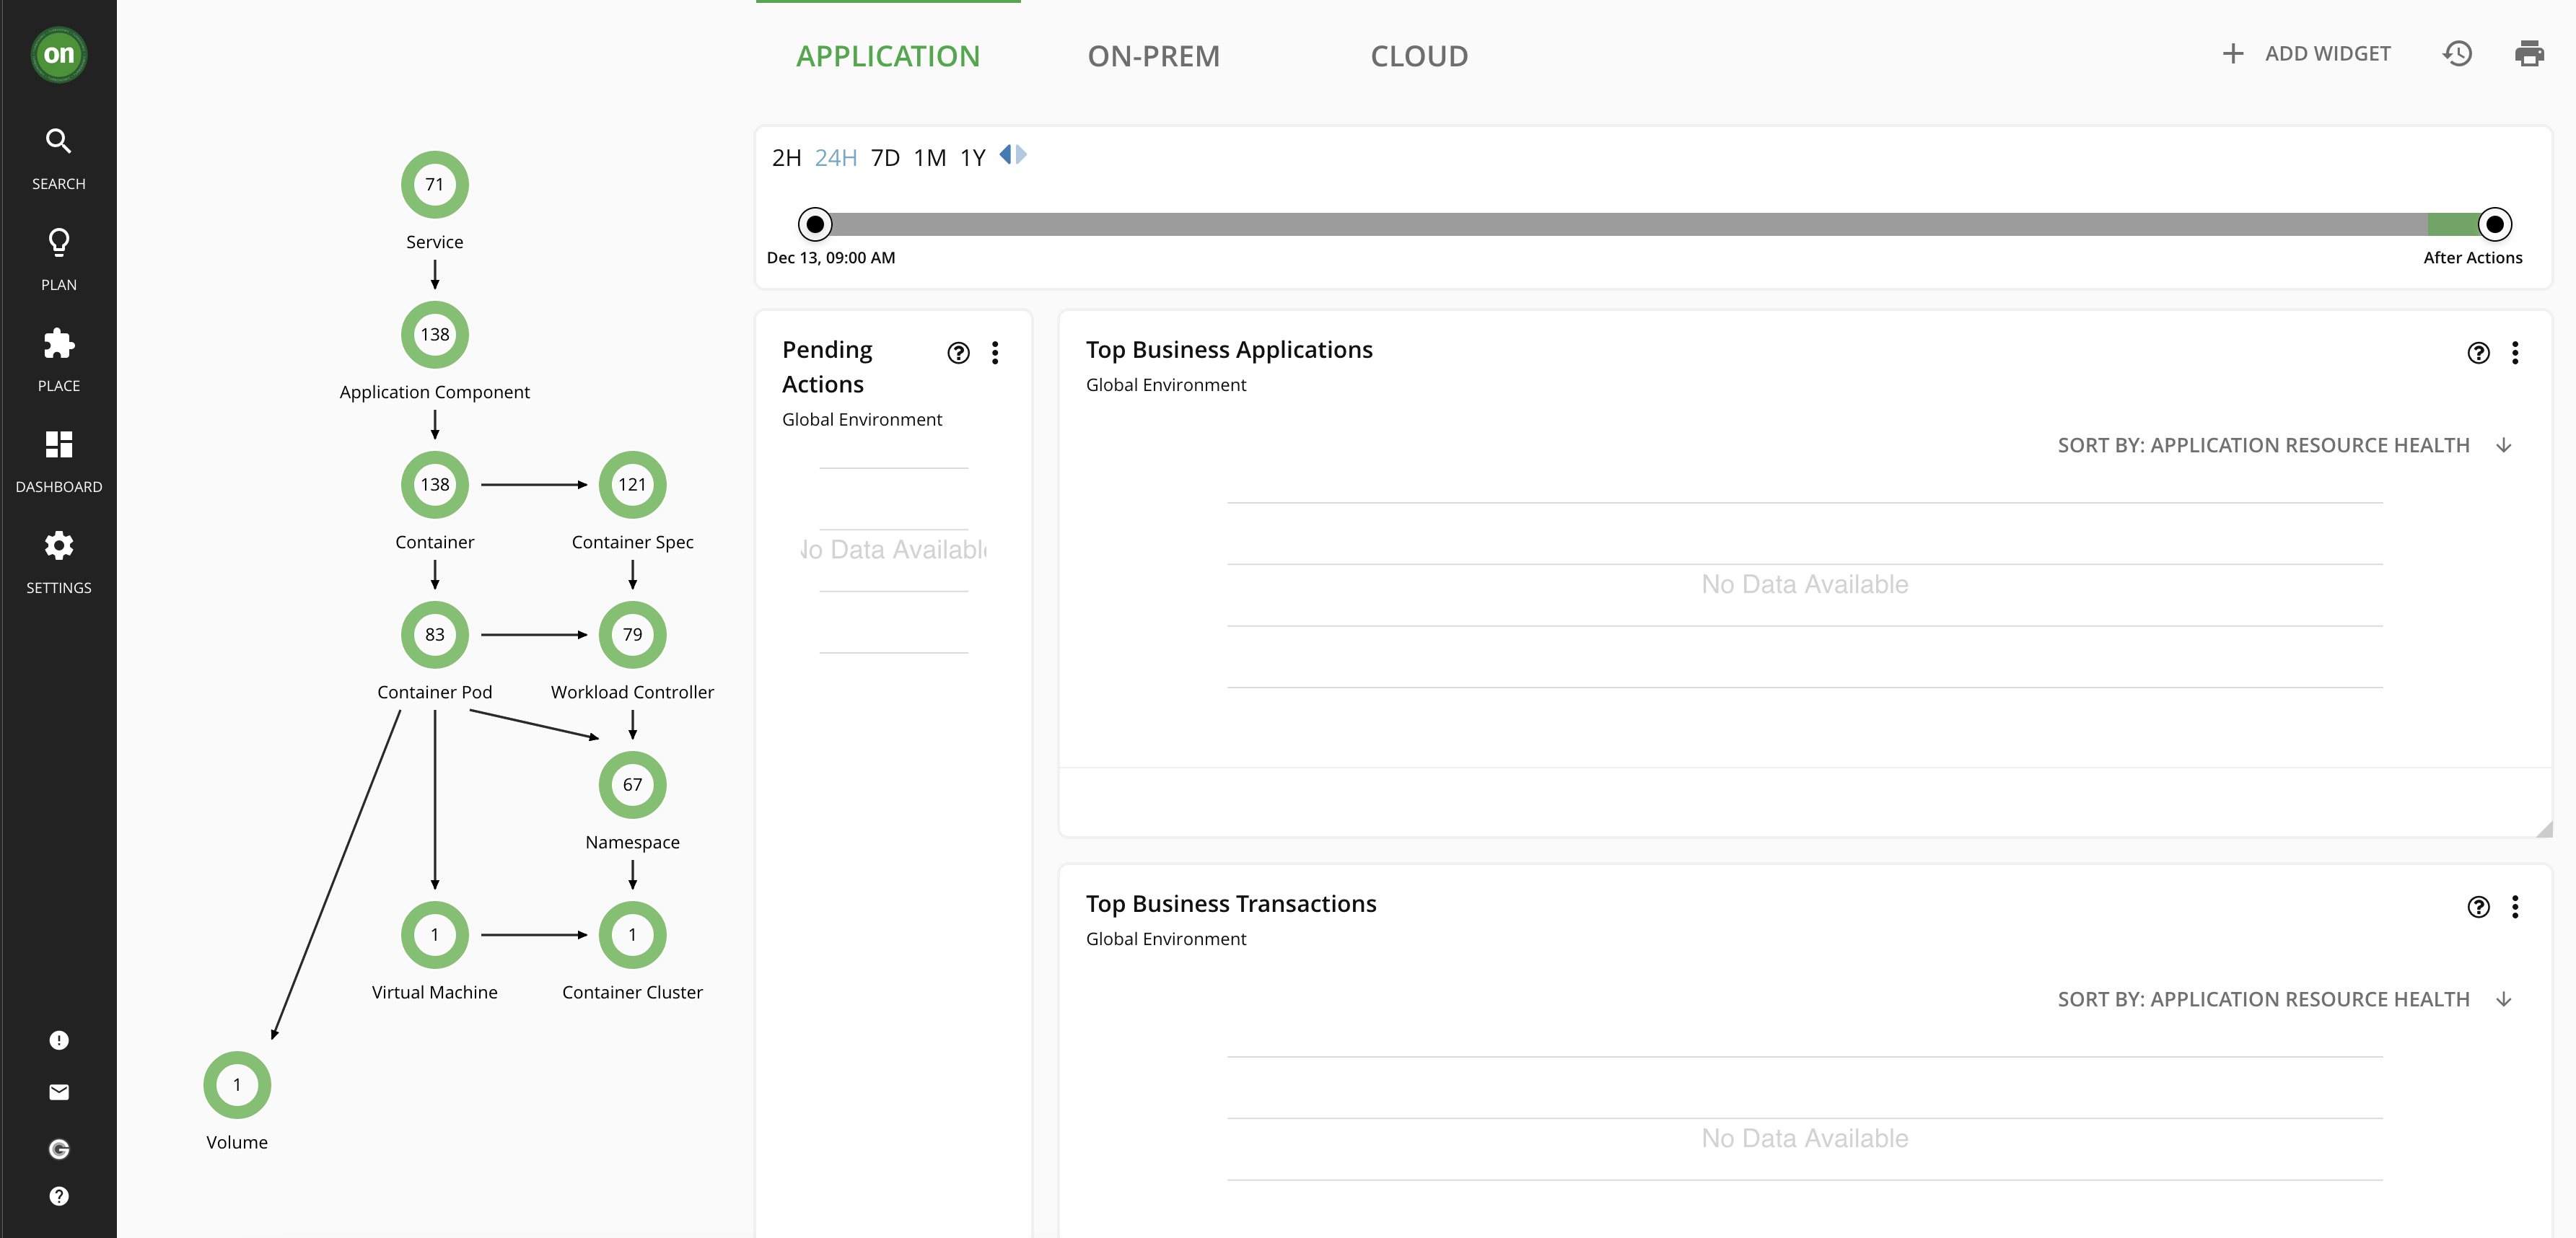 on
SEARCH
PLAN
PLACE
DASHBOARD
SETTINGS
71
Service
138
Application Component
138
121
Container
Container Spec
83
79
Container Pod
Workload Controller
67
Namespace
1
1
Virtual Machine
Container Cluster
1
Volume
APPLICATION
ON-PREM
CLOUD
ADD WIDGET
2H 24H 7D 1M 1Y
Dec 13, 09:00 AM
After Actions
Pending
Actions
Global Environment
No Data Available
Top Business Applications
Global Environment
SORT BY: APPLICATION RESOURCE HEALTH
No Data Available
Top Business Transactions
Global Environment
SORT BY: APPLICATION RESOURCE HEALTH
No Data Available